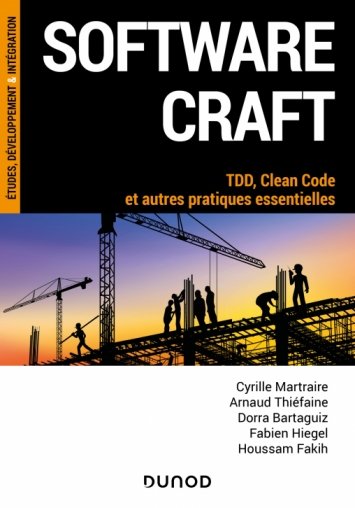 SOFTWARE
CRAFT
ÉTUDES, DÉVELOPPEMENT & INTÉGRATION
TDD, Clean Code
et autres pratiques essentielles
Cyrille Martraire
Arnaud Thiéfaine
Dorra Bartaguiz
Fabien Hiegel
Houssam Fakih
DUNOD